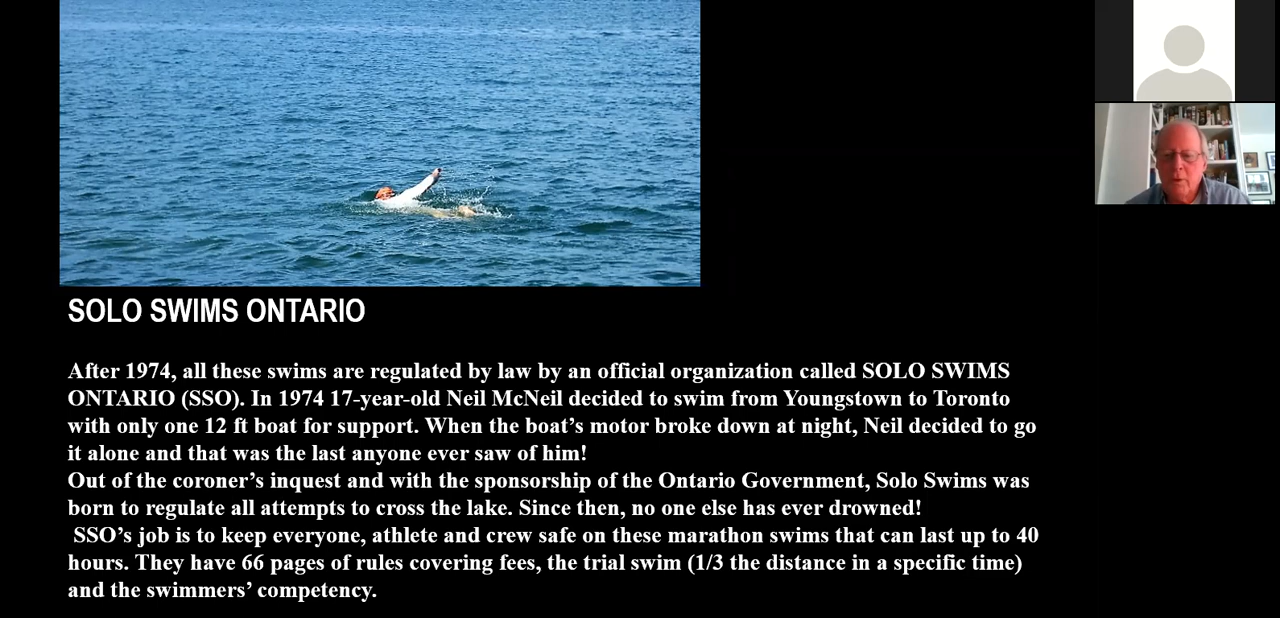 SOLO SWIMS ONTARIO
After 1974, all these swims are regulated by law by an official organization called SOLO SWIMS
ONTARIO (SSO). In 1974 17-year-old Neil McNeil decided to swim from Youngstown to Toronto
with only one 12 ft boat for support. When the boat’s motor broke down at night, Neil decided to go
it alone and that was the last anyone ever saw of him!
Out of the coroner’s inquest and with the sponsorship of the Ontario Government, Solo Swims was
born to regulate all attempts to cross the lake. Since then, no one else has ever drowned!
SSO’s job is to keep everyone, athlete and crew safe on these marathon swims that can last up to 40
hours. They have 66 pages of rules covering fees, the trial swim (1/3 the distance in a specific time)
and the swimmers’ competency.